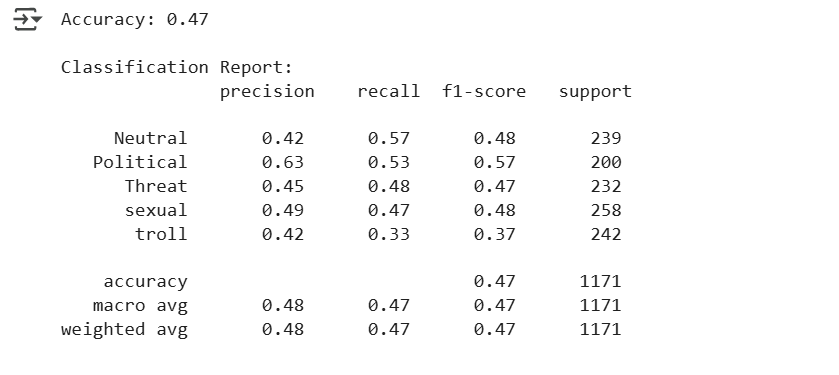 Accuracy: 0.47
Classification Report:
precision recall f1-score support
Neutral 0.42 0.57 0.48 239
Political 0.63 0.53 0.57 200
Threat 0.45 0.48 0.47 232
sexual 0.49 0.47 0.48 258
troll 0.42 0.33 0.37 242
accuracy 0.47 1171
macro avg 0.48 0.47 0.47 1171
weighted avg 0.48 0.47 0.47 1171